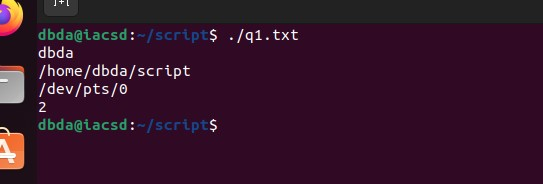 dbda@iacsd:~/script$ ./q1.txt
dbda
/home/dbda/script
/dev/pts/0
2
dbda@iacsd:~/script$